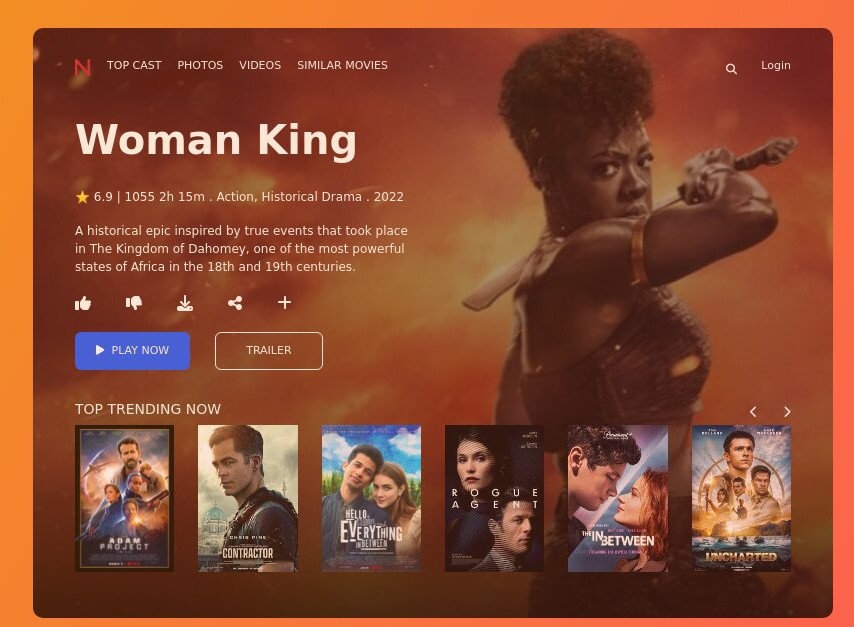 N TOP CAST PHOTOS VIDEOS SIMILAR MOVIES Login
Woman King
6.9 | 1055 2h 15m . Action, Historical Drama . 2022
A historical epic inspired by true events that took place
in The Kingdom of Dahomey, one of the most powerful
states of Africa in the 18th and 19th centuries.
PLAY NOW TRAILER
TOP TRENDING NOW
ADAM
PROJECT
CHRIS PINE
CONTRACTOR
HELLO,
EVERYTHING
IN BETWEEN
ROGUE
AGENT
THE IN BETWEEN
UNCHARTED